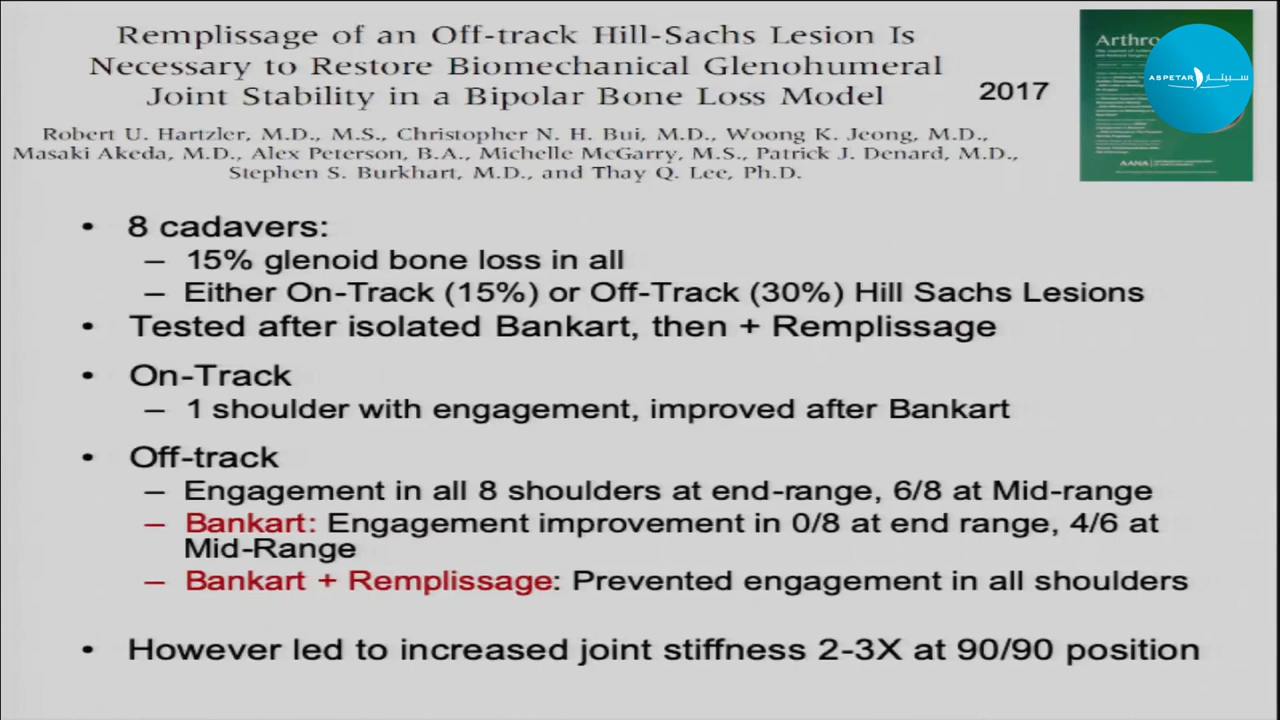 Remplissage of an Off-track Hill-Sachs Lesion Is
Necessary to Restore Biomechanical Glenohumeral
Joint Stability in a Bipolar Bone Loss Model
2017
Robert U. Hartzler, M.D., M.S., Christopher N. H. Bui, M.D., Woong K. Jeong, M.D.,
Masaki Akeda, M.D., Alex Peterson, B.A., Michelle McGarry, M.S., Patrick J. Denard, M.D.,
Stephen S. Burkhart, M.D., and Thay Q. Lee, Ph.D.
Arthro
ASPETAR سبيتار
AANA
• 8 cadavers:
– 15% glenoid bone loss in all
– Either On-Track (15%) or Off-Track (30%) Hill Sachs Lesions
• Tested after isolated Bankart, then + Remplissage
• On-Track
– 1 shoulder with engagement, improved after Bankart
• Off-track
– Engagement in all 8 shoulders at end-range, 6/8 at Mid-range
– Bankart: Engagement improvement in 0/8 at end range, 4/6 at
Mid-Range
– Bankart + Remplissage: Prevented engagement in all shoulders
• However led to increased joint stiffness 2-3X at 90/90 position